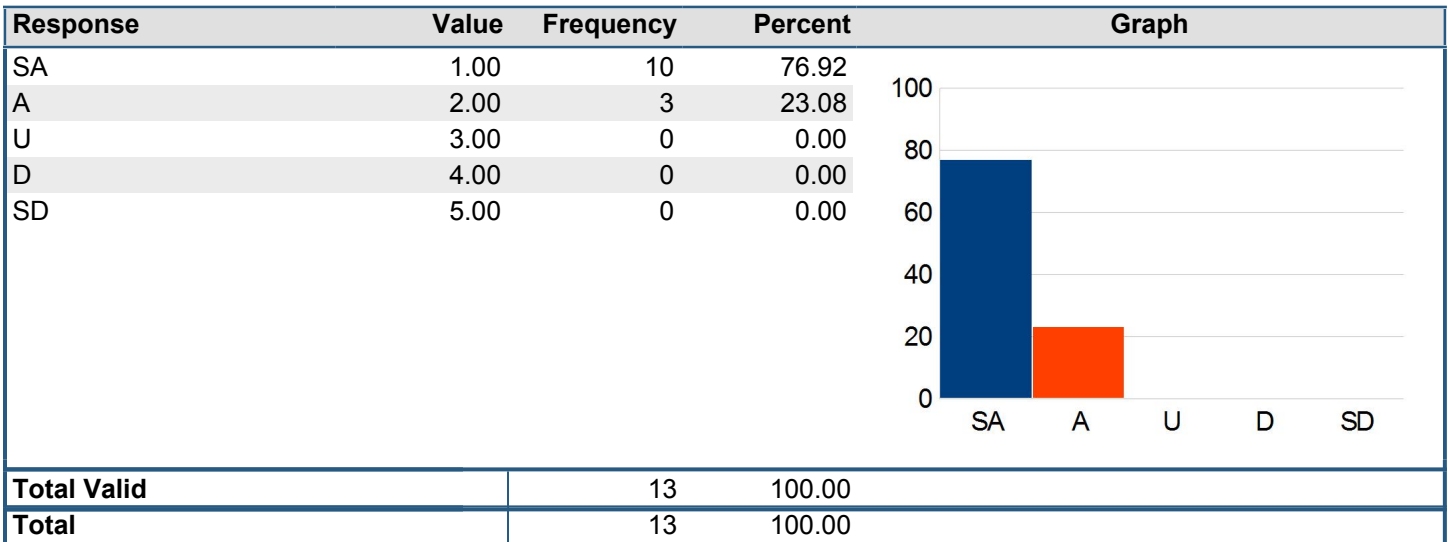 Response Value Frequency Percent Graph
SA 1.00 10 76.92
A 2.00 3 23.08
U 3.00 0 0.00
D 4.00 0 0.00
SD 5.00 0 0.00
100
80
60
40
20
0
SA A U D SD
Total Valid 13 100.00
Total 13 100.00